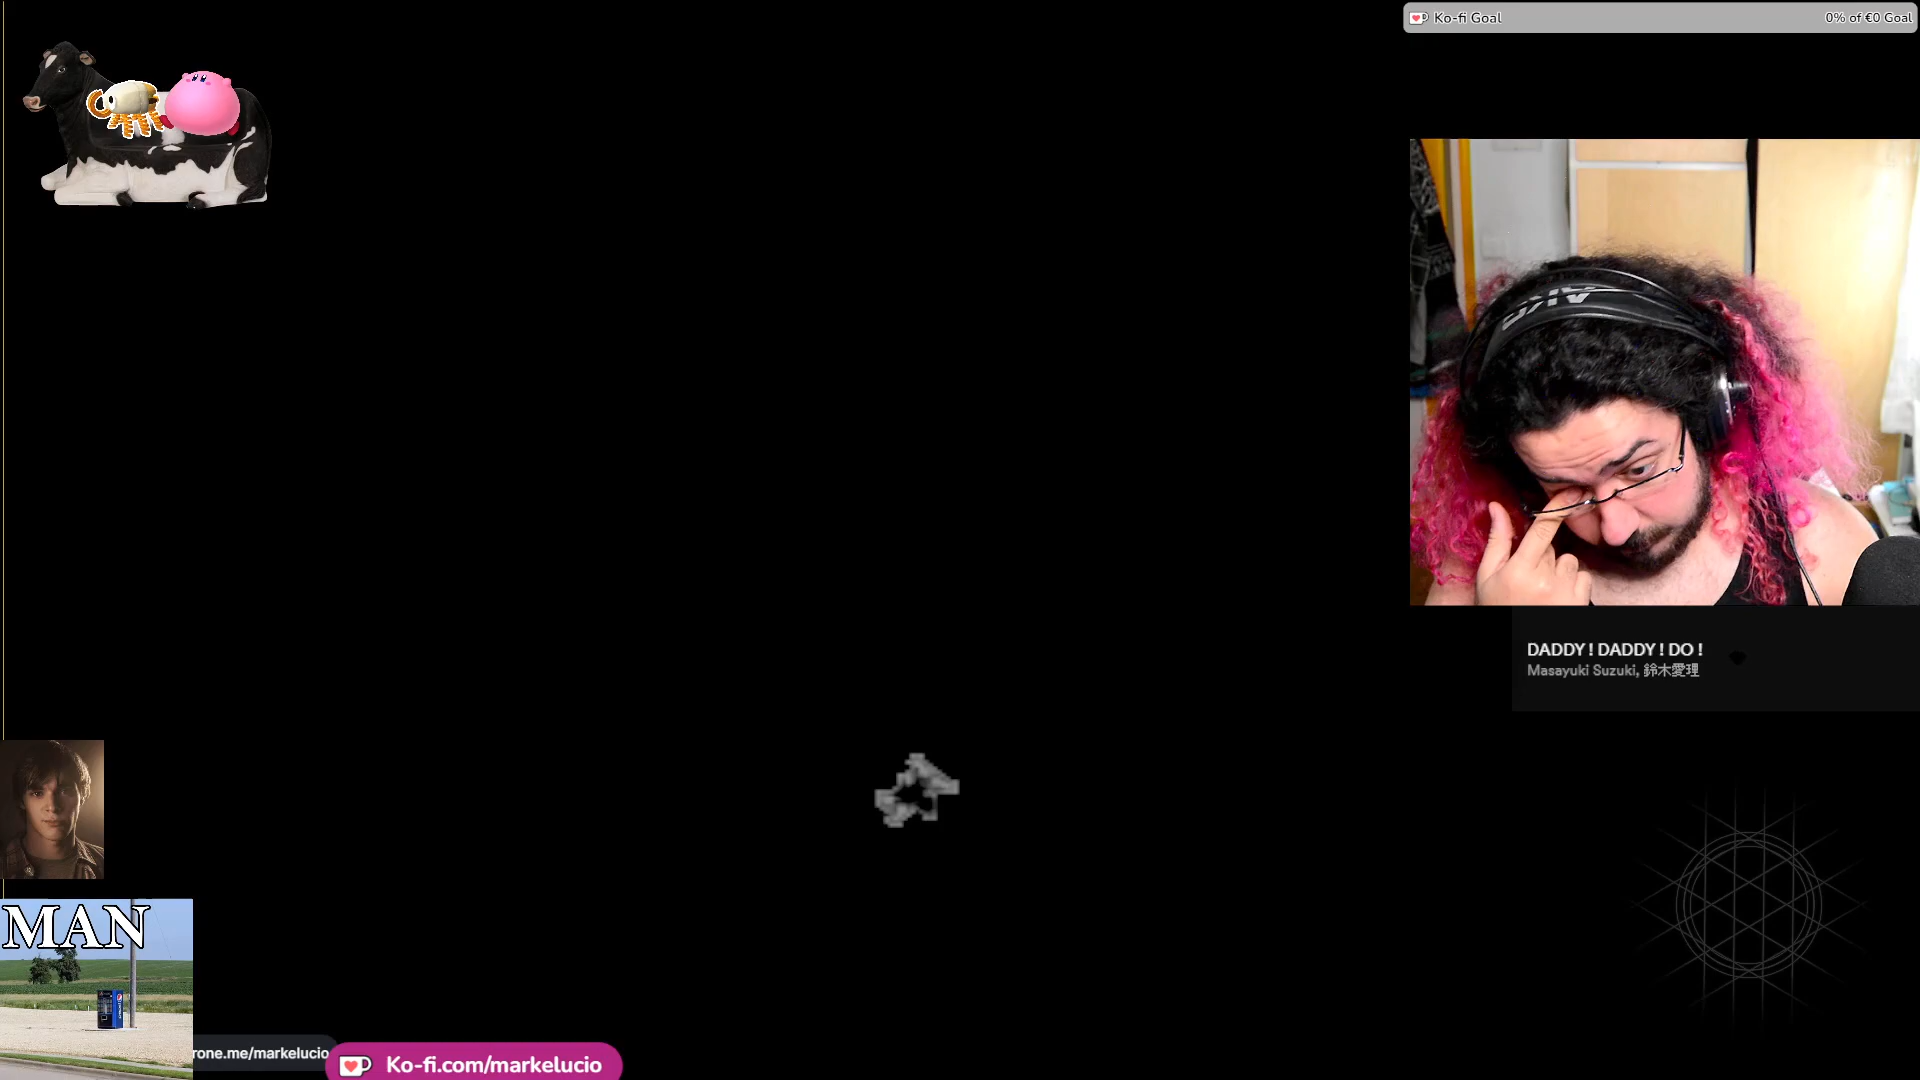 Ko-fi Goal
0% of €0 Goal
DADDY ! DADDY ! DO !
Masayuki Suzuki, 鈴木愛理
MAN
rone.me/markelucio
Ko-fi.com/markelucio